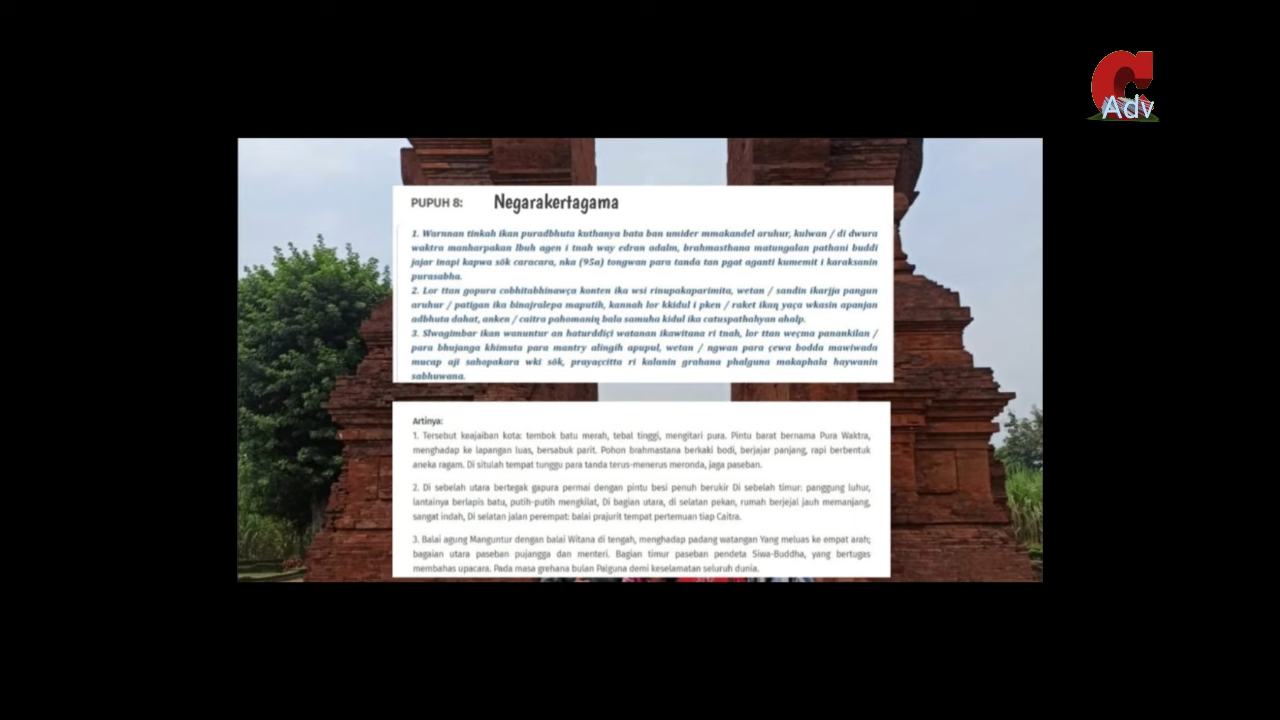 C
Adv
PUPUH 8: Negarakertagama
1. Warnnan tinkah ikan puradbhuta kuthanya bata ban umider mmakandel aruhur, kulwan / di dwura
waktra manharpakan lbuh agen i tnah way edran adalm, brahmasthana matungalan pathani buddi
jajar inapi kapwa sök caracara, nka (95a) tongwan para tanda tan pgat aganti kumemit i karaksanin
purasabha.
2. Lor ttan gopura cobhitabhinawça konten ika wsi rinupakaparimita, wetan / sandin ikarjja pangun
aruhur / patigan ika binajralepa maputih, kannah lor kkidul i pken / raket ikaŋ yaça wkasin apanjan
adbhuta dahat, anken / caitra pahomaniŋ bala samuha kidul ika catuspathahyan ahalp.
3. Slwagimbar ikan wanuntur an haturddiçi watanan ikawitana ri tnah, lor ttan weçma panankilan /
para bhujanga khimuta para mantry alingih apupul, wetan / ngwan para çewa bodda mawiwada
mucap aji sahopakara wki sök, prayaçcitta ri kalanin grahana phalguna makaphala haywanin
sabhuwana.
Artinya:
1. Tersebut keajaiban kota: tembok batu merah, tebal tinggi, mengitari pura. Pintu barat bernama Pura Waktra,
menghadap ke lapangan luas, bersabuk parit. Pohon brahmastana berkaki bodi, berjajar panjang, rapi berbentuk
aneka ragam. Di situlah tempat tunggu para tanda terus-menerus meronda, jaga paseban.
2. Di sebelah utara bertegak gapura permai dengan pintu besi penuh berukir Di sebelah timur: panggung luhur,
lantainya berlapis batu, putih-putih mengkilat, Di bagian utara, di selatan pekan, rumah berjejal jauh memanjang,
sangat indah, Di selatan jalan perempat: balai prajurit tempat pertemuan tiap Caitra.
3. Balai agung Manguntur dengan balai Witana di tengah, menghadap padang watangan Yang meluas ke empat arah;
bagaian utara paseban pujangga dan menteri. Bagian timur paseban pendeta Siwa-Buddha, yang bertugas
membahas upacara. Pada masa grehana bulan Palguna demi keselamatan seluruh dunia.